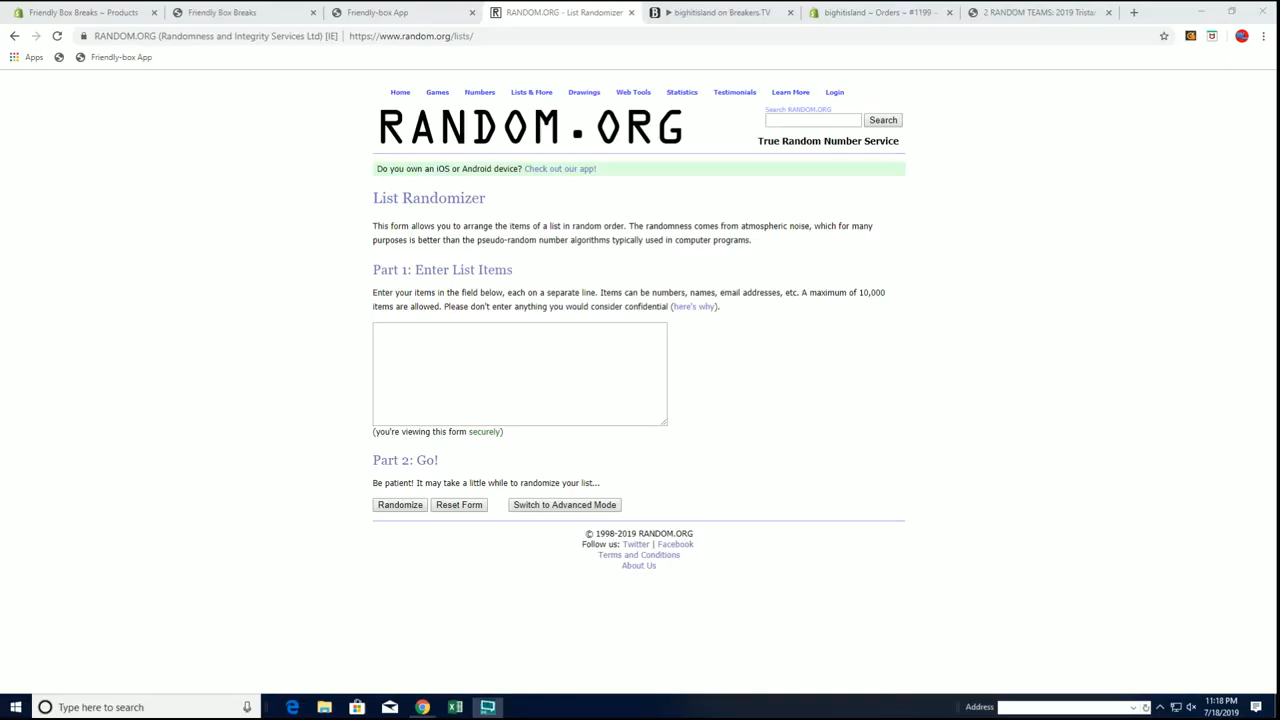 Friendly Box Breaks ~ Products
Friendly Box Breaks
Friendly-box App
RANDOM.ORG - List Randomizer
bighitisland on Breakers.TV
bighitisland ~ Orders ~ #1199 ~
2 RANDOM TEAMS: 2019 Trista
RANDOM.ORG (Randomness and Integrity Services Ltd) [IE] | https://www.random.org/lists/
Apps
Friendly-box App
Home Games Numbers Lists & More Drawings Web Tools Statistics Testimonials Learn More Login
RANDOM.ORG
Search RANDOM.ORG
Search
True Random Number Service
Do you own an iOS or Android device? Check out our app!
List Randomizer
This form allows you to arrange the items of a list in random order. The randomness comes from atmospheric noise, which for many
purposes is better than the pseudo-random number algorithms typically used in computer programs.
Part 1: Enter List Items
Enter your items in the field below, each on a separate line. Items can be numbers, names, email addresses, etc. A maximum of 10,000
items are allowed. Please don't enter anything you would consider confidential (here's why).
(you're viewing this form securely)
Part 2: Go!
Be patient! It may take a little while to randomize your list...
Randomize Reset Form Switch to Advanced Mode
© 1998-2019 RANDOM.ORG
Follow us: Twitter | Facebook
Terms and Conditions
About Us
Type here to search
Address
11:18 PM
7/18/2019